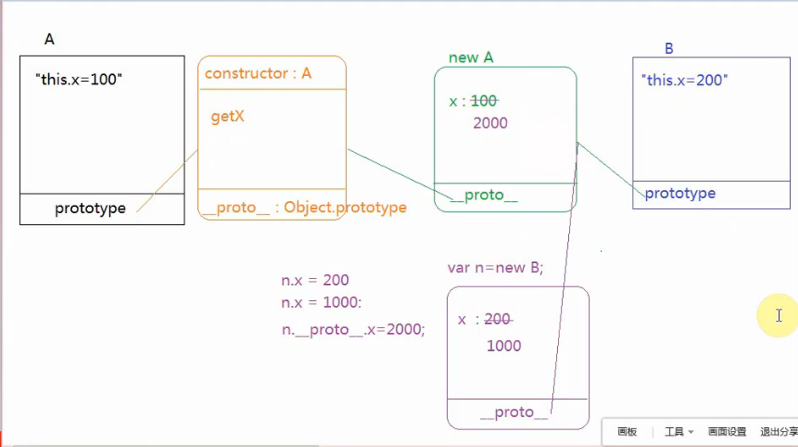 A
"this.x=100"
prototype
constructor : A
getX
__proto__ : Object.prototype
new A
x : 100
2000
__proto__
B
"this.x=200"
prototype
n.x = 200
n.x = 1000:
n.__proto__.x=2000;
var n=new B;
x : 200
1000
__proto__
画板 工具 画面设置 退出分享